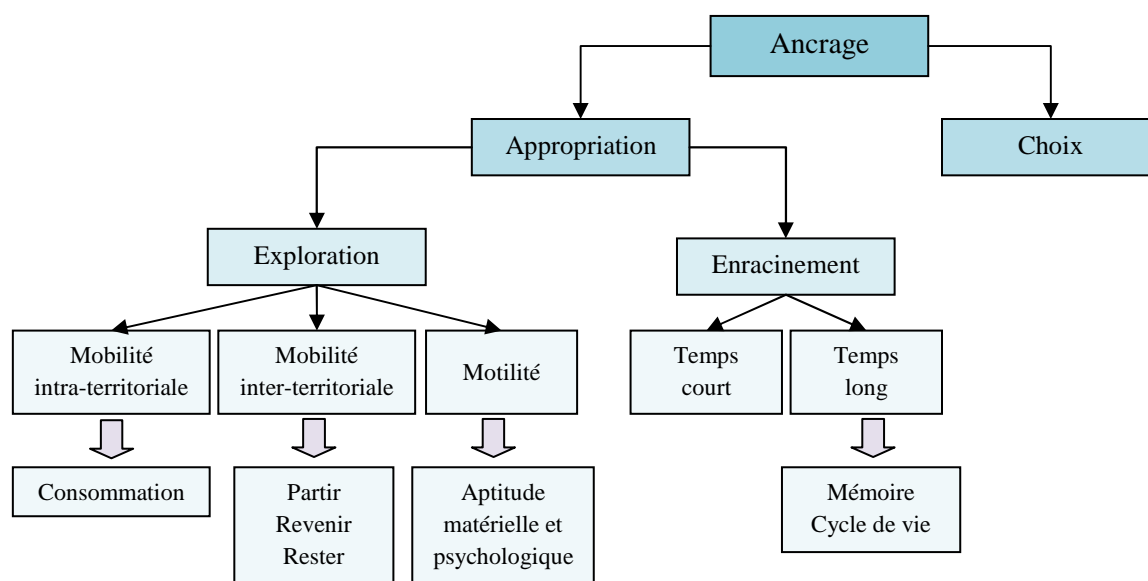 Ancrage
Appropriation
Choix
Exploration
Enracinement
Mobilité
intra-territoriale
Mobilité
inter-territoriale
Motilité
Temps
court
Temps
long
Consommation
Partir
Revenir
Rester
Aptitude
matérielle et
psychologique
Mémoire
Cycle de vie